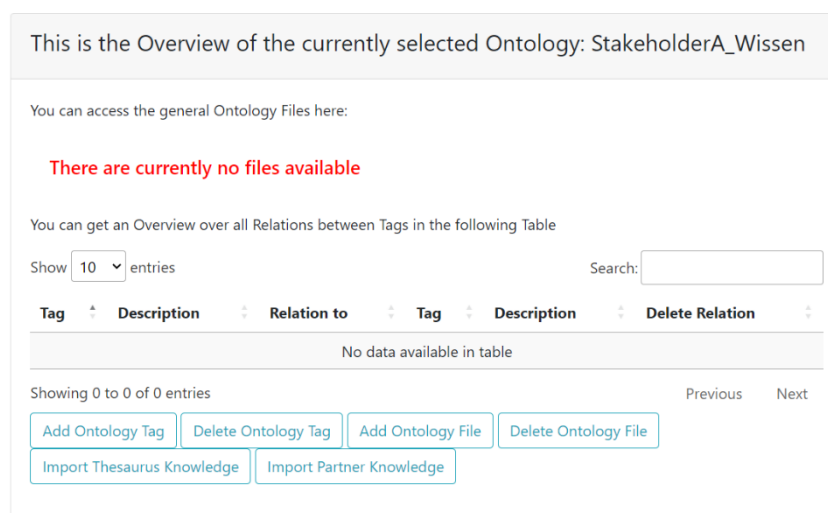 This is the Overview of the currently selected Ontology: StakeholderA_Wissen
You can access the general Ontology Files here:
There are currently no files available
You can get an Overview over all Relations between Tags in the following Table
Show 10 entries Search:
Tag Description Relation to Tag Description Delete Relation
No data available in table
Showing 0 to 0 of 0 entries Previous Next
Add Ontology Tag Delete Ontology Tag Add Ontology File Delete Ontology File
Import Thesaurus Knowledge Import Partner Knowledge